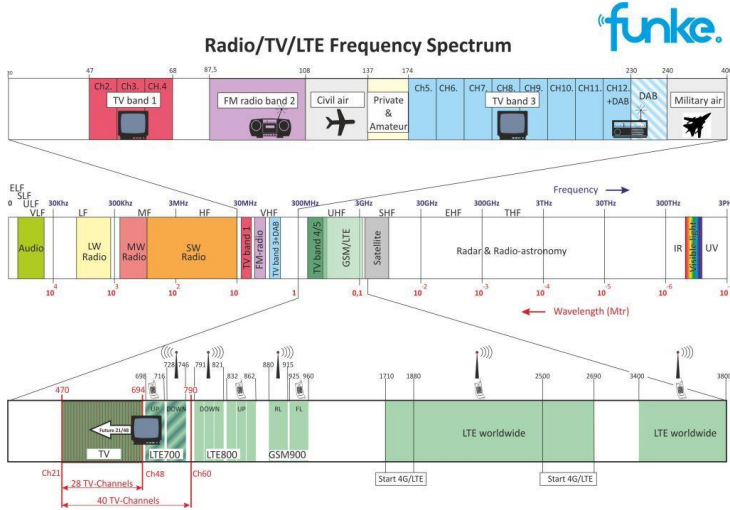 funke.
Radio/TV/LTE Frequency Spectrum
47 68 87,5 108 137 174 230 240 400
Ch2. Ch3. CH.4
TV band 1
FM radio band 2
Civil air
Private
&
Amateur
Ch5. CH6. CH7. CH8. CH9. CH10. CH11. CH12.
+DAB
TV band 3
DAB
Military air
ELF
SLF
ULF
VLF LF MF HF VHF UHF SHF EHF THF
Frequency
0 30Khz 300Khz 3MHz 30MHz 300MHz 3GHz 30GHz 300GHz 3THz 30THz 300THz 3PH
Audio
LW
Radio
MW
Radio
SW
Radio
TV band 1
FM-radio
TV band 3+DAB
TV band 4/5
GSM/LTE
Satellite
Radar & Radio-astronomy
IR
Visible light
UV
10 4 10 3 10 2 10 1 0,1 10 -2 10 -3 10 -4 10 -5 10 -6
Wavelength (Mtr)
470 694 698 716 728 746 790 791 821 832 862 880 915 925 960 1710 1880 2500 2690 3400 3800
UP DOWN DOWN UP RL FL
Future 21/48
TV
LTE700
LTE800
GSM900
LTE worldwide
LTE worldwide
Ch21 Ch48 Ch60
Start 4G/LTE
Start 4G/LTE
28 TV-Channels
40 TV-Channels